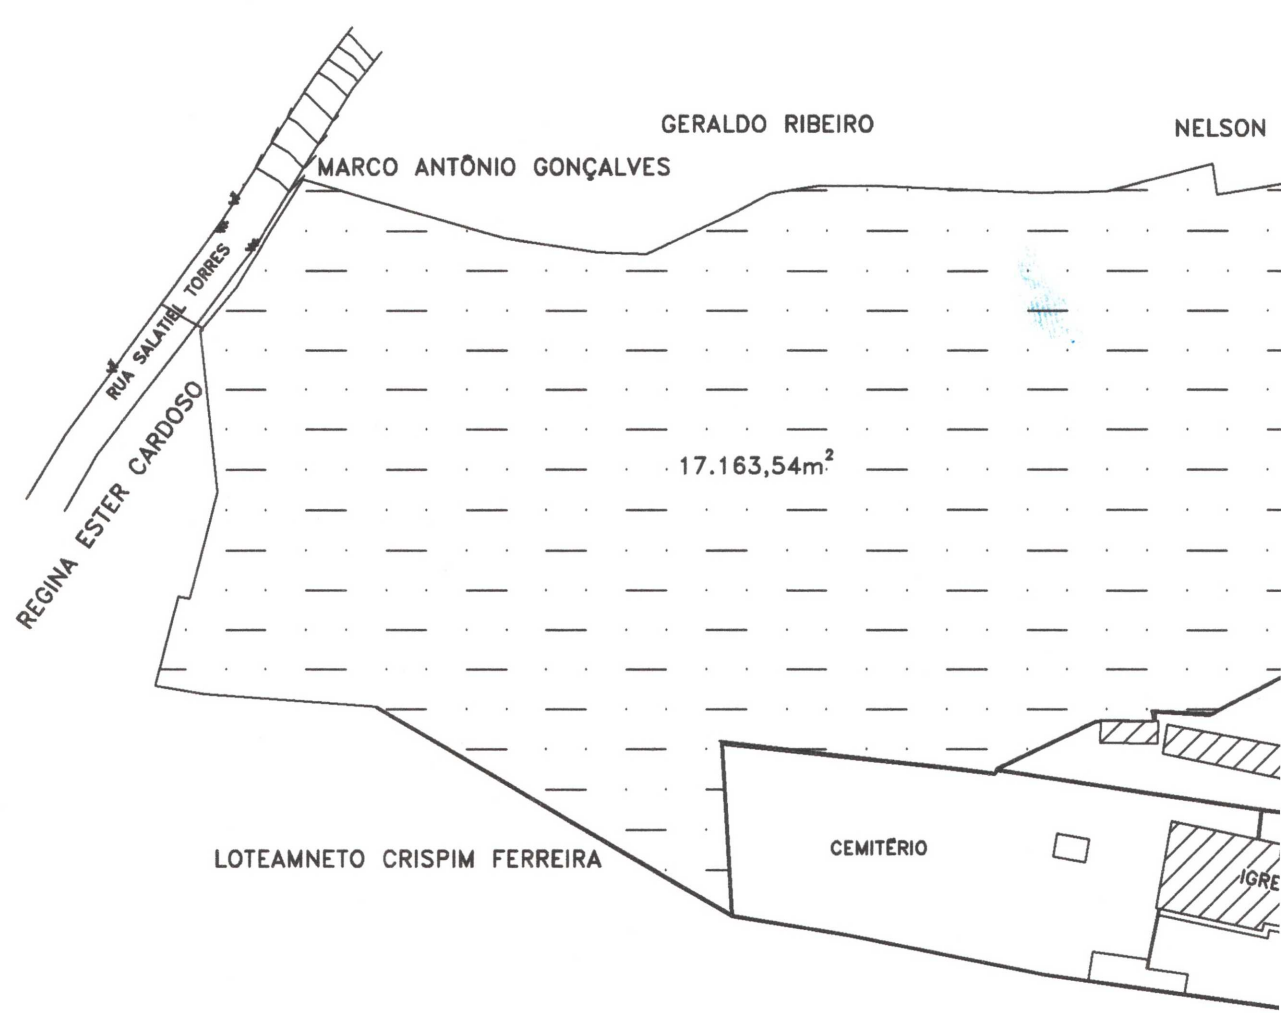 GERALDO RIBEIRO
NELSON
MARCO ANTÔNIO GONÇALVES
RUA SALATIEL TORRES
REGINA ESTER CARDOSO
17.163,54m²
CEMITÉRIO
LOTEAMNETO CRISPIM FERREIRA
IGRE